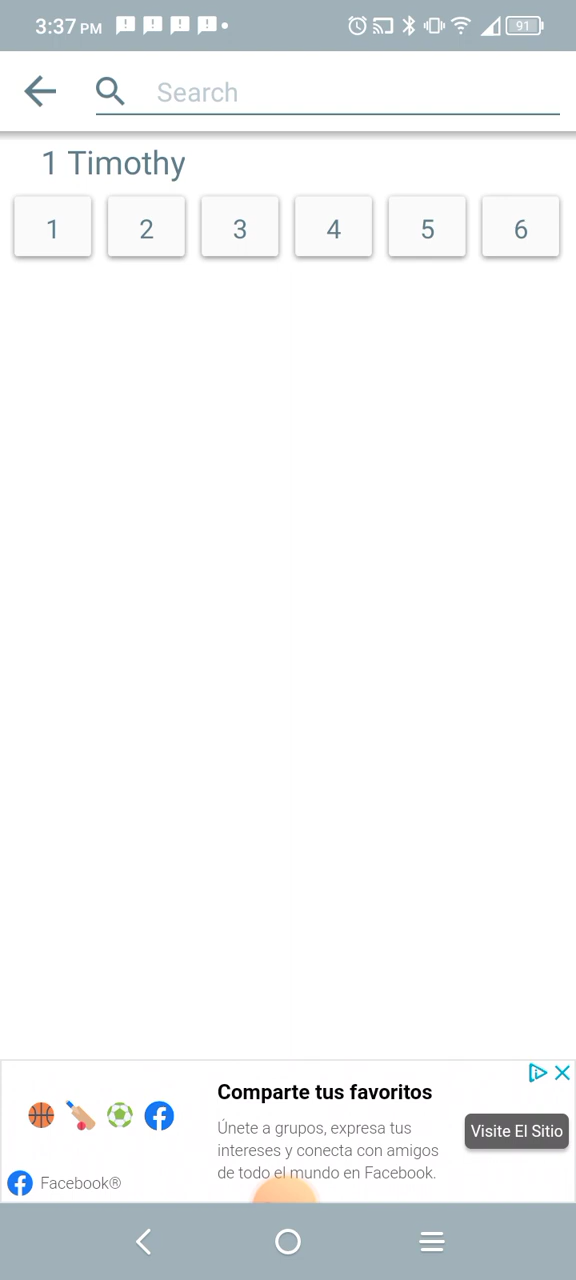 3:37 PM
91
Search
1 Timothy
1 2 3 4 5 6
Comparte tus favoritos
Únete a grupos, expresa tus
intereses y conecta con amigos
de todo el mundo en Facebook.
Visite El Sitio
Facebook®